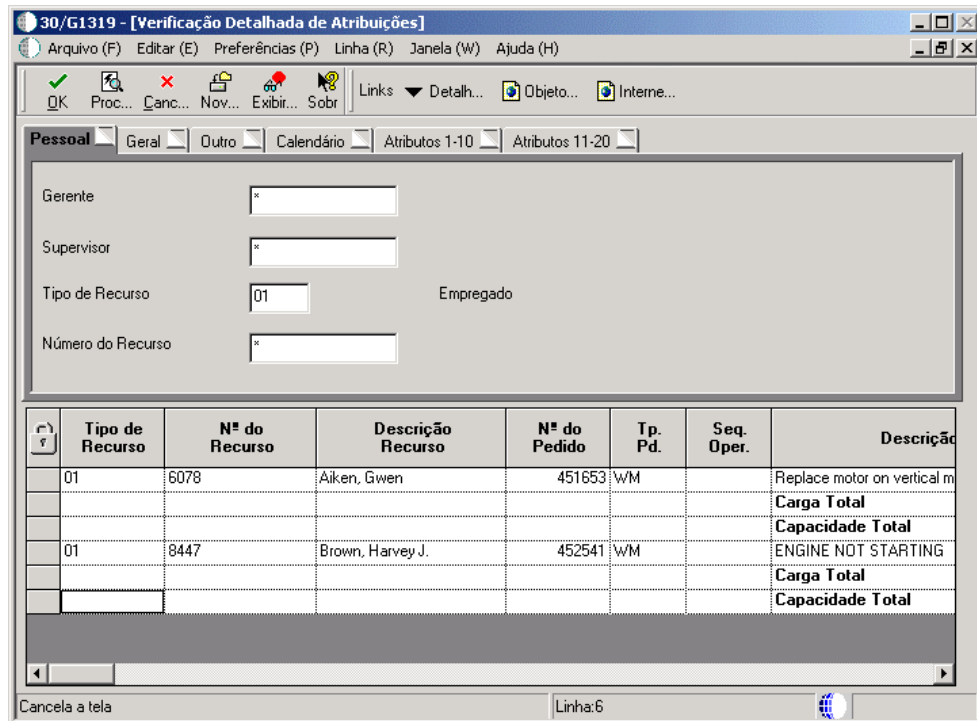 30/G1319 - [Verificação Detalhada de Atribuições]
Arquivo (F) Editar (E) Preferências (P) Linha (R) Janela (W) Ajuda (H)
OK Proc... Canc... Nov... Exibir... Sobr Links Detalh... Objeto... Interne...
Pessoal Geral Outro Calendário Atributos 1-10 Atributos 11-20
Gerente *
Supervisor *
Tipo de Recurso 01 Empregado
Número do Recurso *
Tipo de Recurso Nº do Recurso Descrição Recurso Nº do Pedido Tp. Pd. Seq. Oper. Descriçã
01 6078 Aiken, Gwen 451653 WM Replace motor on vertical m
Carga Total
Capacidade Total
01 8447 Brown, Harvey J. 452541 WM ENGINE NOT STARTING
Carga Total
Capacidade Total
Cancela a tela Linha:6